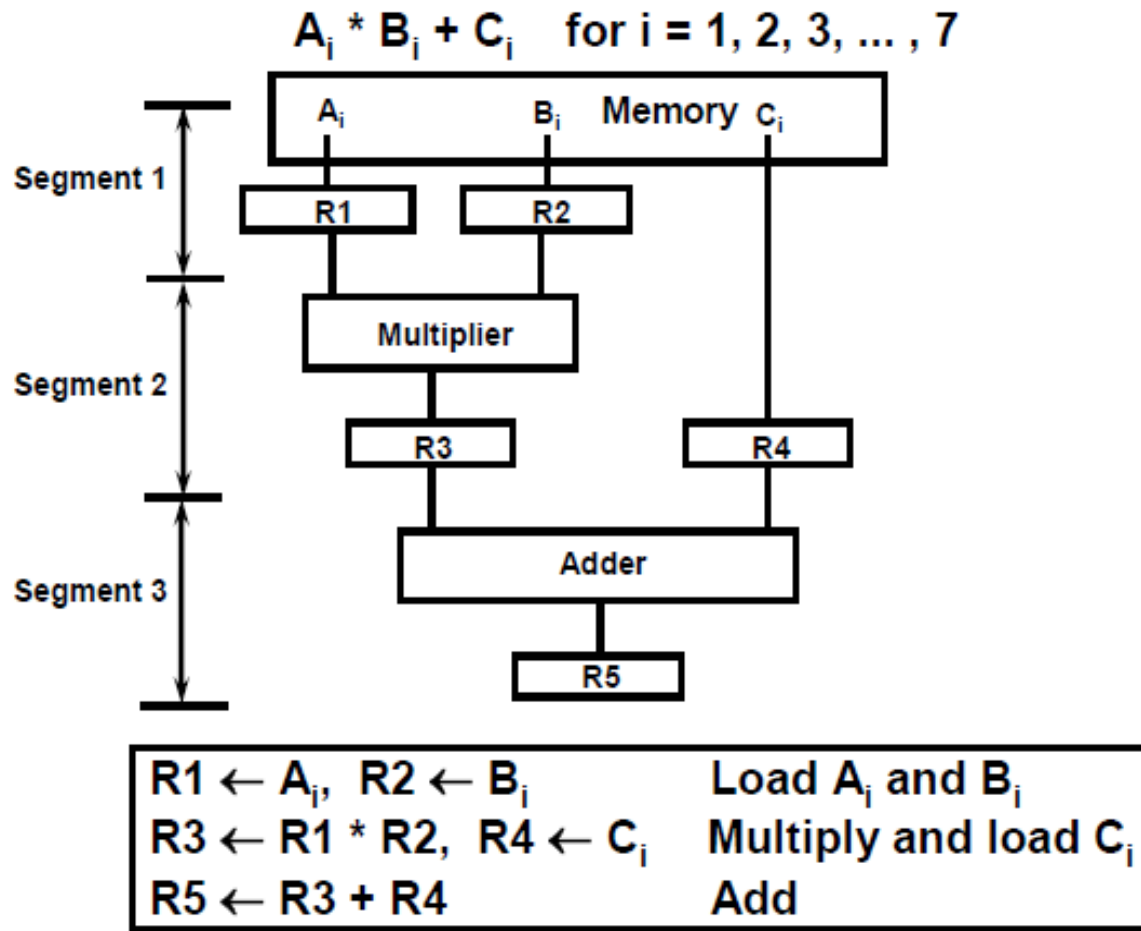 Aᵢ * Bᵢ + Cᵢ for i = 1, 2, 3, ... , 7
Aᵢ Bᵢ Memory Cᵢ
Segment 1
R1 R2
Multiplier
Segment 2
R3 R4
Adder
Segment 3
R5
R1 ← Aᵢ, R2 ← Bᵢ Load Aᵢ and Bᵢ
R3 ← R1 * R2, R4 ← Cᵢ Multiply and load Cᵢ
R5 ← R3 + R4 Add